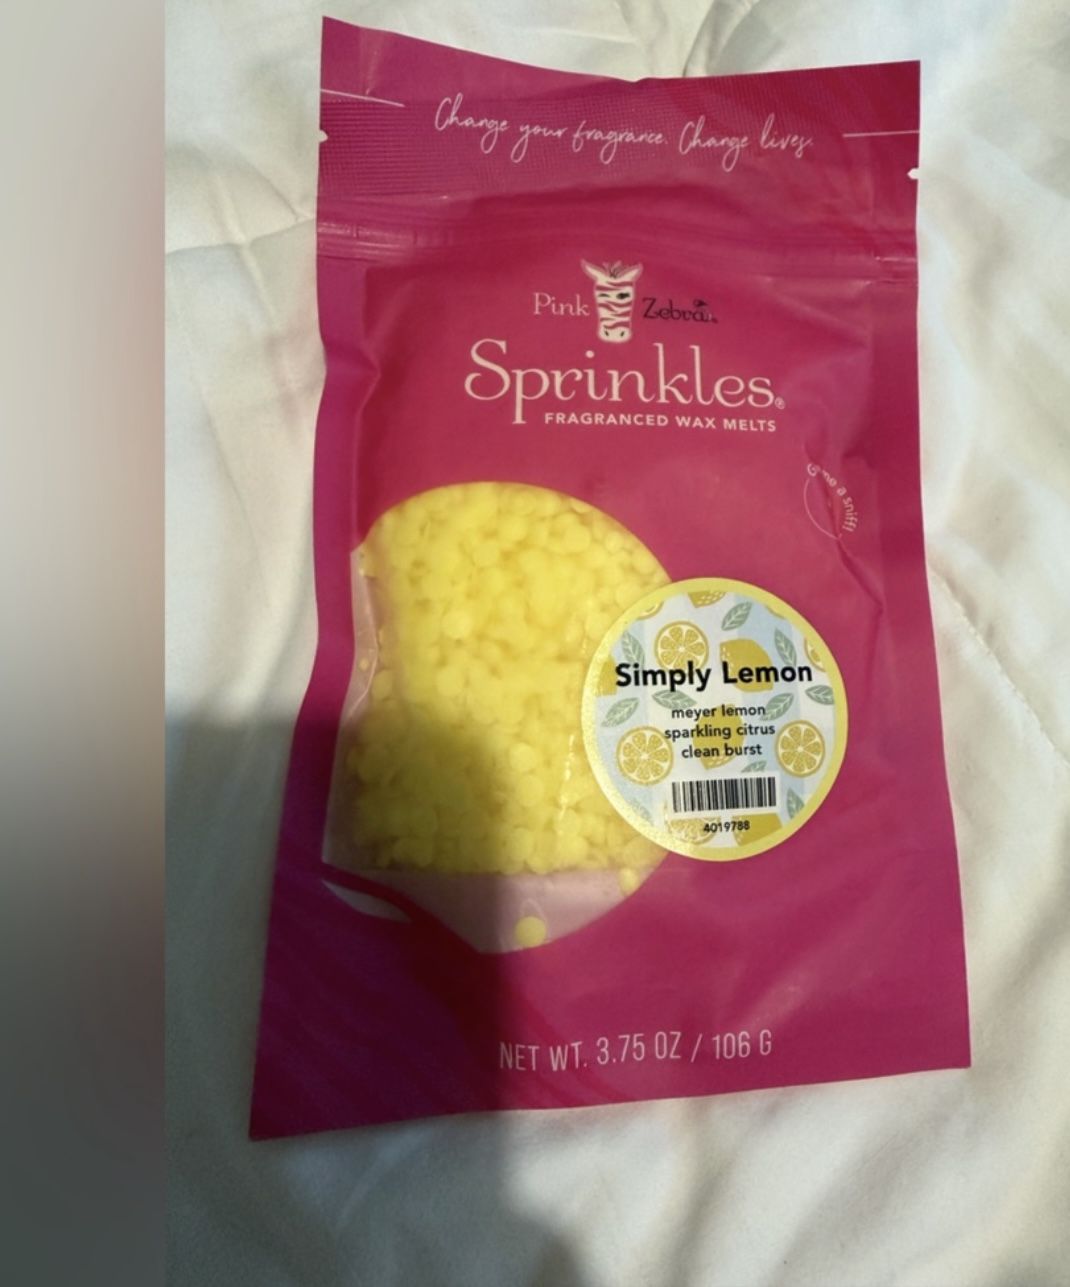 Change your fragrance. Change lives.
Pink Zebra
Sprinkles®
FRAGRANCED WAX MELTS
a sniff!
Simply Lemon
meyer lemon
sparkling citrus
clean burst
4019788
NET WT. 3.75 OZ / 106 G